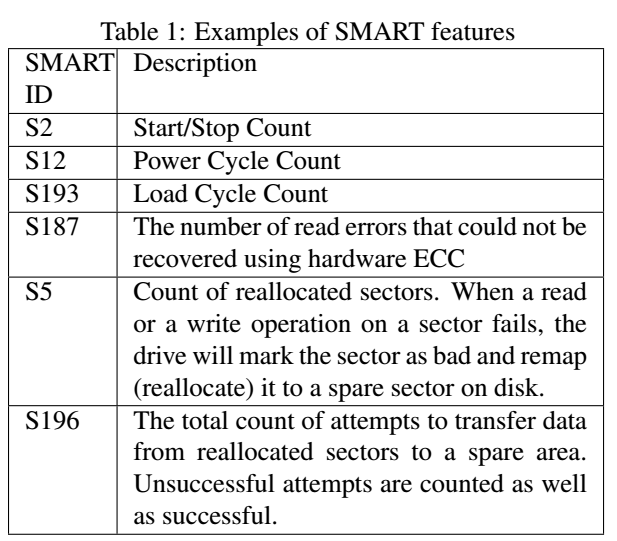 Table 1: Examples of SMART features
SMART Description
ID
S2 Start/Stop Count
S12 Power Cycle Count
S193 Load Cycle Count
S187 The number of read errors that could not be
recovered using hardware ECC
S5 Count of reallocated sectors. When a read
or a write operation on a sector fails, the
drive will mark the sector as bad and remap
(reallocate) it to a spare sector on disk.
S196 The total count of attempts to transfer data
from reallocated sectors to a spare area.
Unsuccessful attempts are counted as well
as successful.